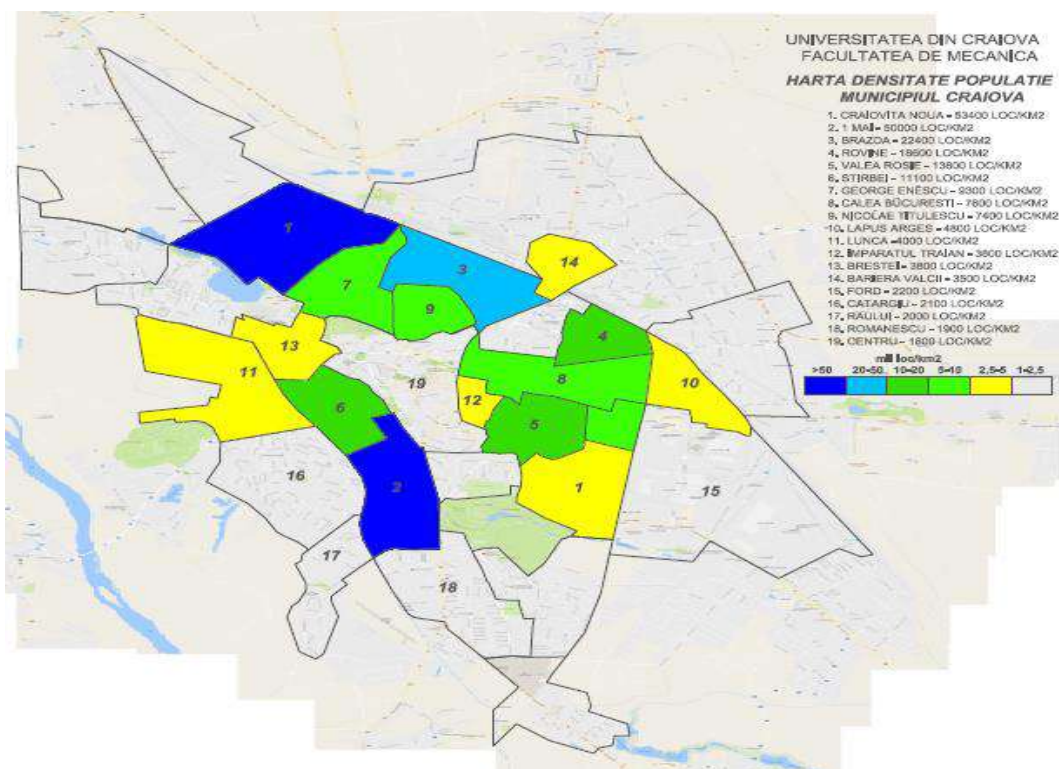 UNIVERSITATEA DIN CRAIOVA
FACULTATEA DE MECANICA
HARTA DENSITATE POPULATIE
MUNICIPIUL CRAIOVA
1. CRAIOVITA NOUA - 53400 LOC/KM2
2. 1 MAI - 50000 LOC/KM2
3. BRAZDA - 22400 LOC/KM2
4. ROVINE - 18600 LOC/KM2
5. VALEA ROSIE - 13800 LOC/KM2
6. STIRBEI - 11100 LOC/KM2
7. GEORGE ENESCU - 9300 LOC/KM2
8. CALEA BUCURESTI - 7800 LOC/KM2
9. NICOLAE TITULESCU - 7400 LOC/KM2
10. LAPUS ARGES - 4800 LOC/KM2
11. LUNCA -4000 LOC/KM2
12. IMPARATUL TRAIAN - 3800 LOC/KM2
13. BRESTEI - 3800 LOC/KM2
14. BARIERA VALCII - 3500 LOC/KM2
15. FORD - 2200 LOC/KM2
16. CATARGIU - 2100 LOC/KM2
17. RAULUI - 2000 LOC/KM2
18. ROMANESCU - 1900 LOC/KM2
19. CENTRU - 1600 LOC/KM2
mii loc/km2
>50 20-50 10-20 5-10 2,5-5 1-2,5
1
14
3
7
9
4
13
11
19
8
10
12
6
5
16
2
1
15
17
18